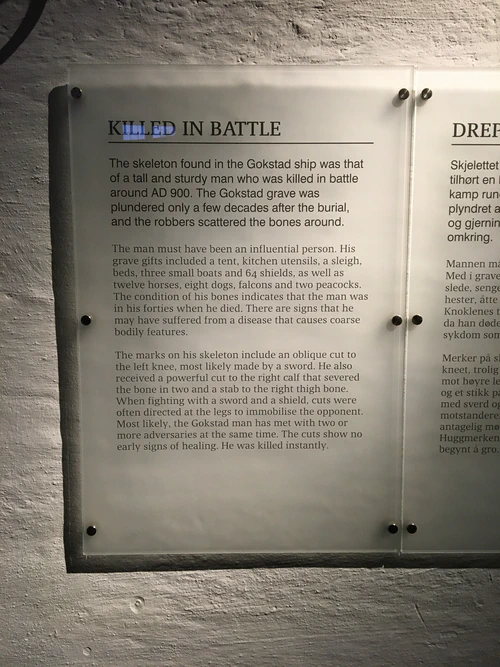 KILLED IN BATTLE
The skeleton found in the Gokstad ship was that
of a tall and sturdy man who was killed in battle
around AD 900. The Gokstad grave was
plundered only a few decades after the burial,
and the robbers scattered the bones around.
The man must have been an influential person. His
grave gifts included a tent, kitchen utensils, a sleigh,
beds, three small boats and 64 shields, as well as
twelve horses, eight dogs, falcons and two peacocks.
The condition of his bones indicates that the man was
in his forties when he died. There are signs that he
may have suffered from a disease that causes coarse
bodily features.
The marks on his skeleton include an oblique cut to
the left knee, most likely made by a sword. He also
received a powerful cut to the right calf that severed
the bone in two and a stab to the right thigh bone.
When fighting with a sword and a shield, cuts were
often directed at the legs to immobilise the opponent.
Most likely, the Gokstad man has met with two or
more adversaries at the same time. The cuts show no
early signs of healing. He was killed instantly.
DREP
Skjelettet
tilhørt en
kamp run
plyndret a
og gjernin
omkring.
Mannen ma
Med i grave
slede, senge
hester, åtte
Knoklenes t
da han døde
sykdom som
Merker på s
kneet, trolig
mot høyre le
og et stikk p
med sverd og
motstandere
antagelig mø
Huggmerken
begynt å gro.